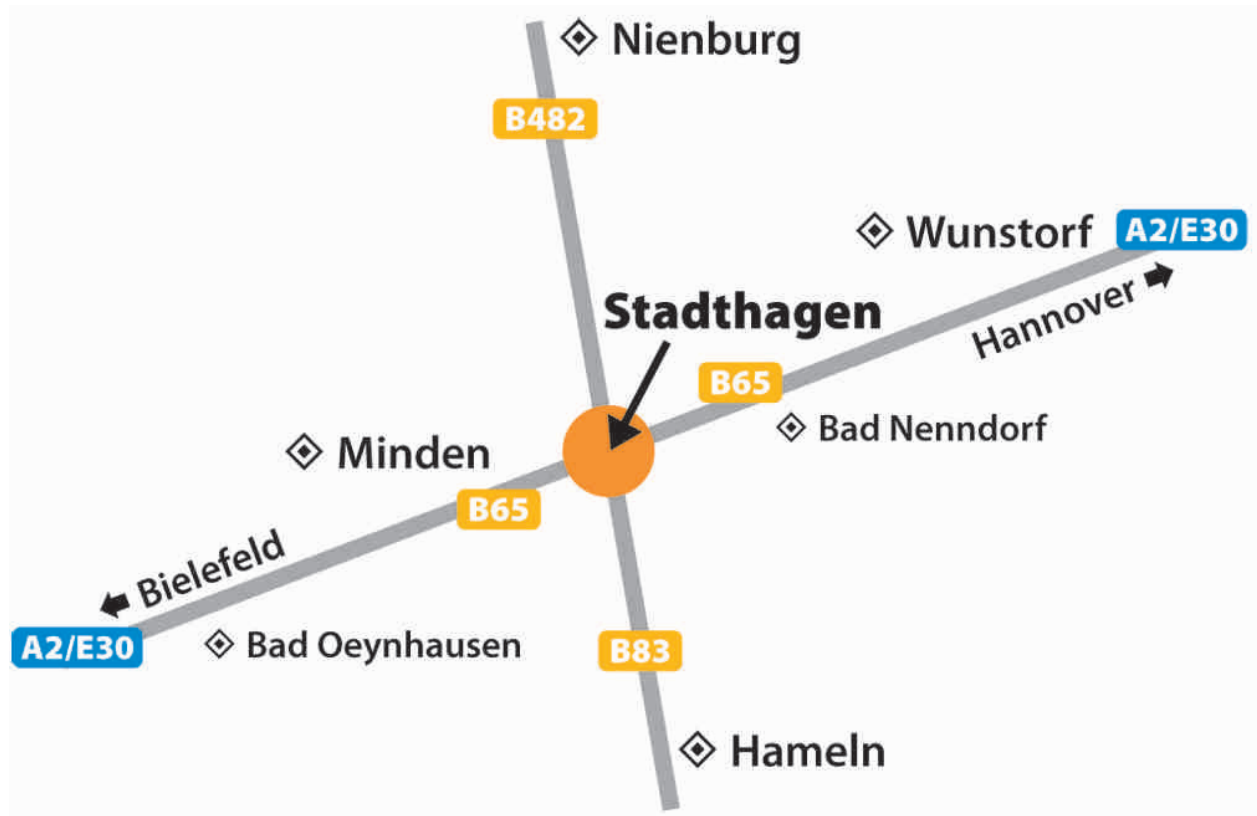 Nienburg
B482
Wunstorf
A2/E30
Hannover
Stadthagen
B65
Bad Nenndorf
Minden
B65
Bielefeld
A2/E30
Bad Oeynhausen
B83
Hameln